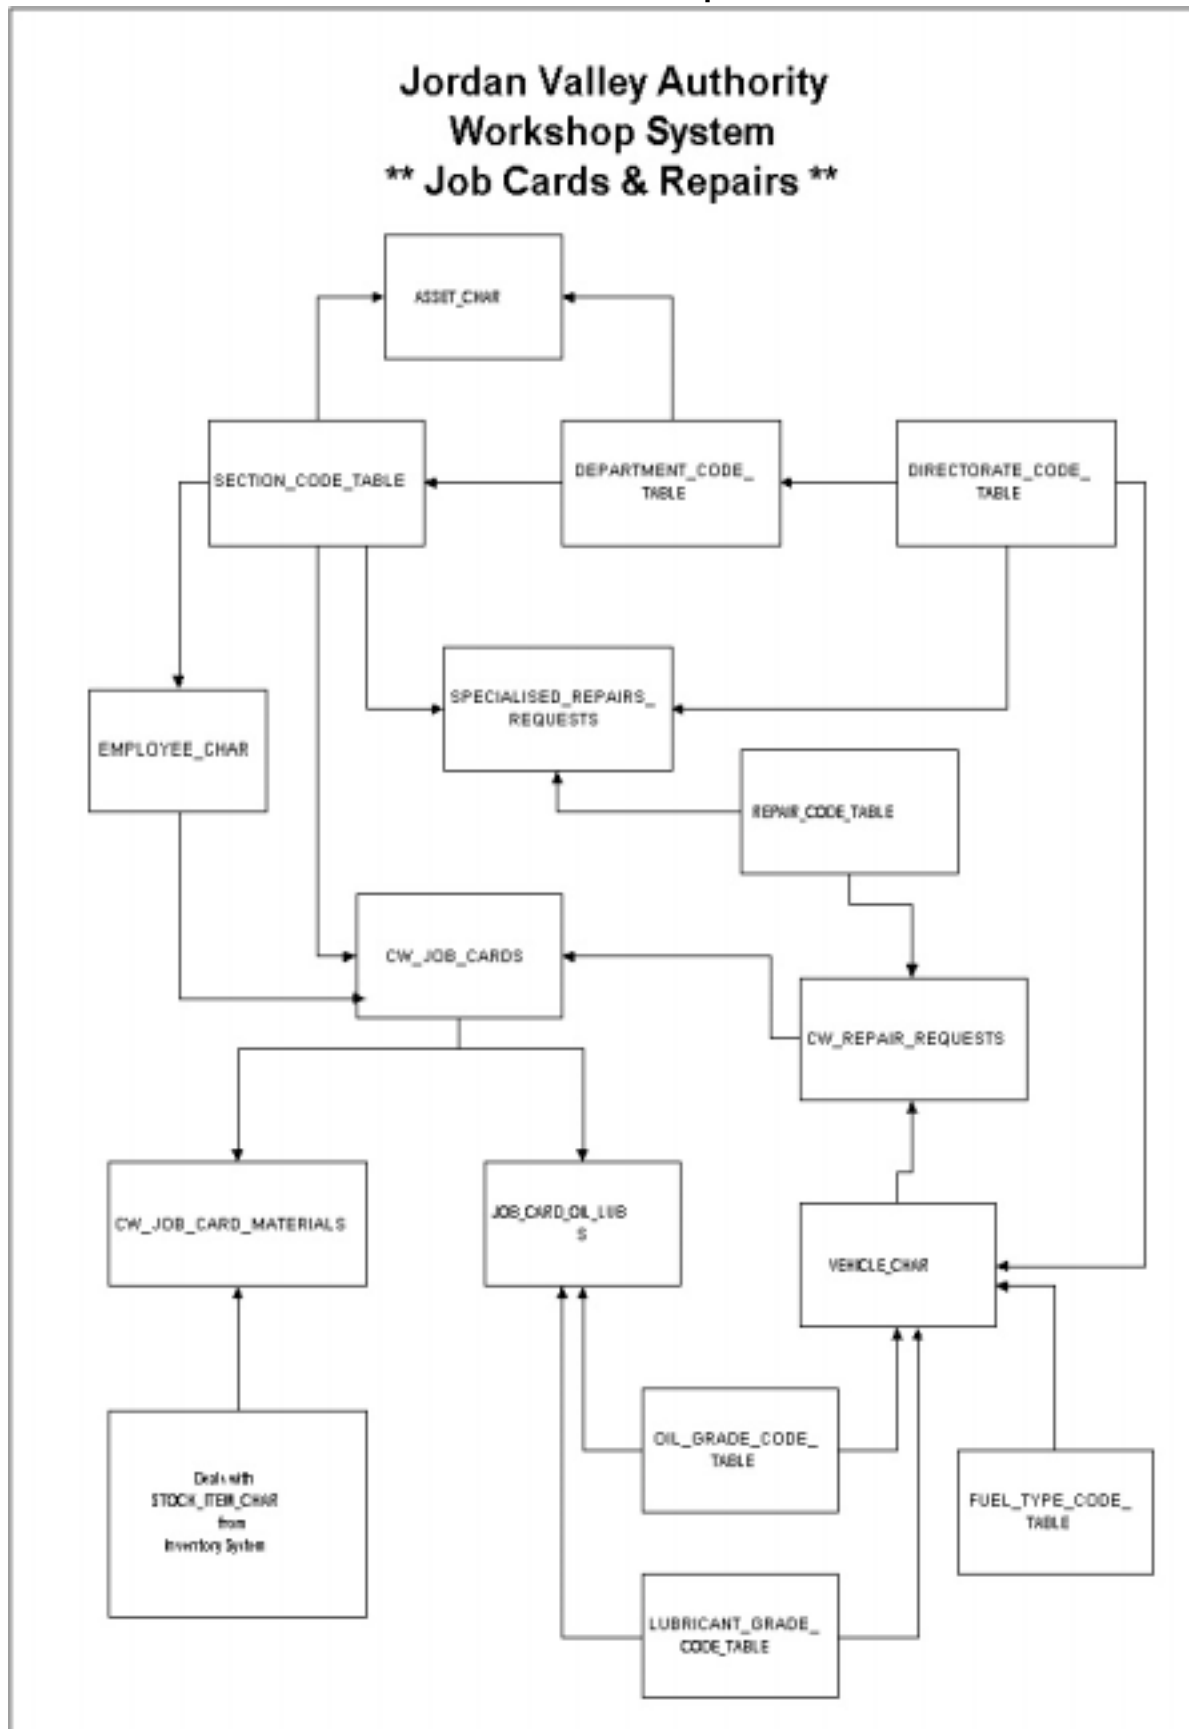 Jordan Valley Authority
Workshop System
** Job Cards & Repairs **
ASSET_CHAR
SECTION_CODE_TABLE
DEPARTMENT_CODE_
TABLE
DIRECTORATE_CODE_
TABLE
SPECIALISED_REPAIRS_
REQUESTS
EMPLOYEE_CHAR
REPAIR_CODE_TABLE
CW_JOB_CARDS
CW_REPAIR_REQUESTS
CW_JOB_CARD_MATERIALS
JOB_CARD_OIL_LUB
S
VEHICLE_CHAR
OIL_GRADE_CODE_
TABLE
Deals with
STOCK_ITEM_CHAR
from
Inventory System
FUEL_TYPE_CODE_
TABLE
LUBRICANT_GRADE_
CODE_TABLE